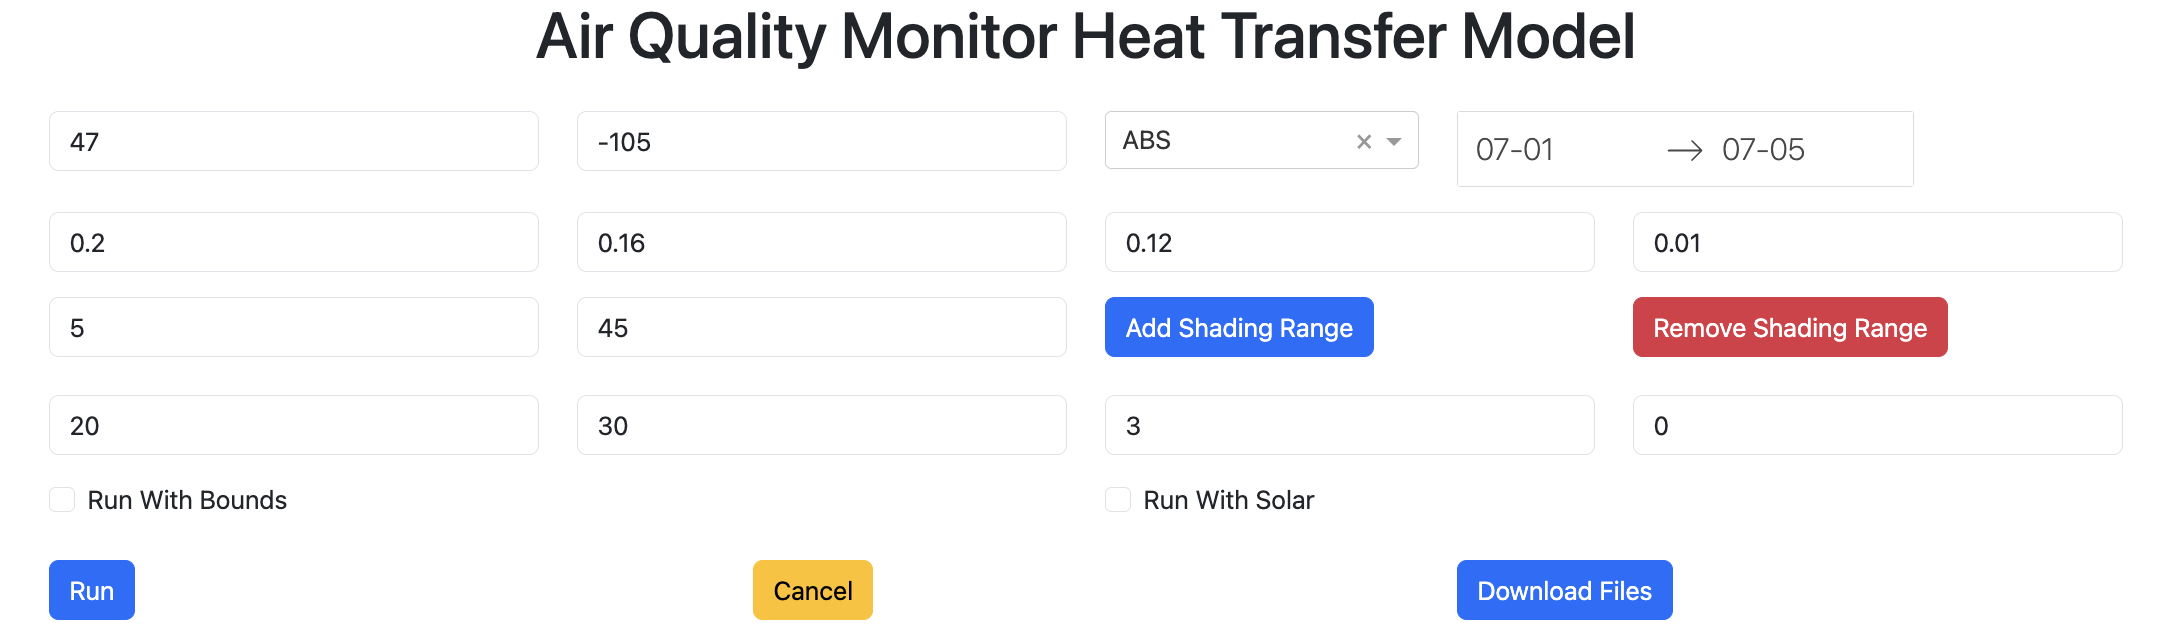 Air Quality Monitor Heat Transfer Model
47 -105 ABS 07-01 → 07-05
0.2 0.16 0.12 0.01
5 45 Add Shading Range Remove Shading Range
20 30 3 0
Run With Bounds Run With Solar
Run Cancel Download Files